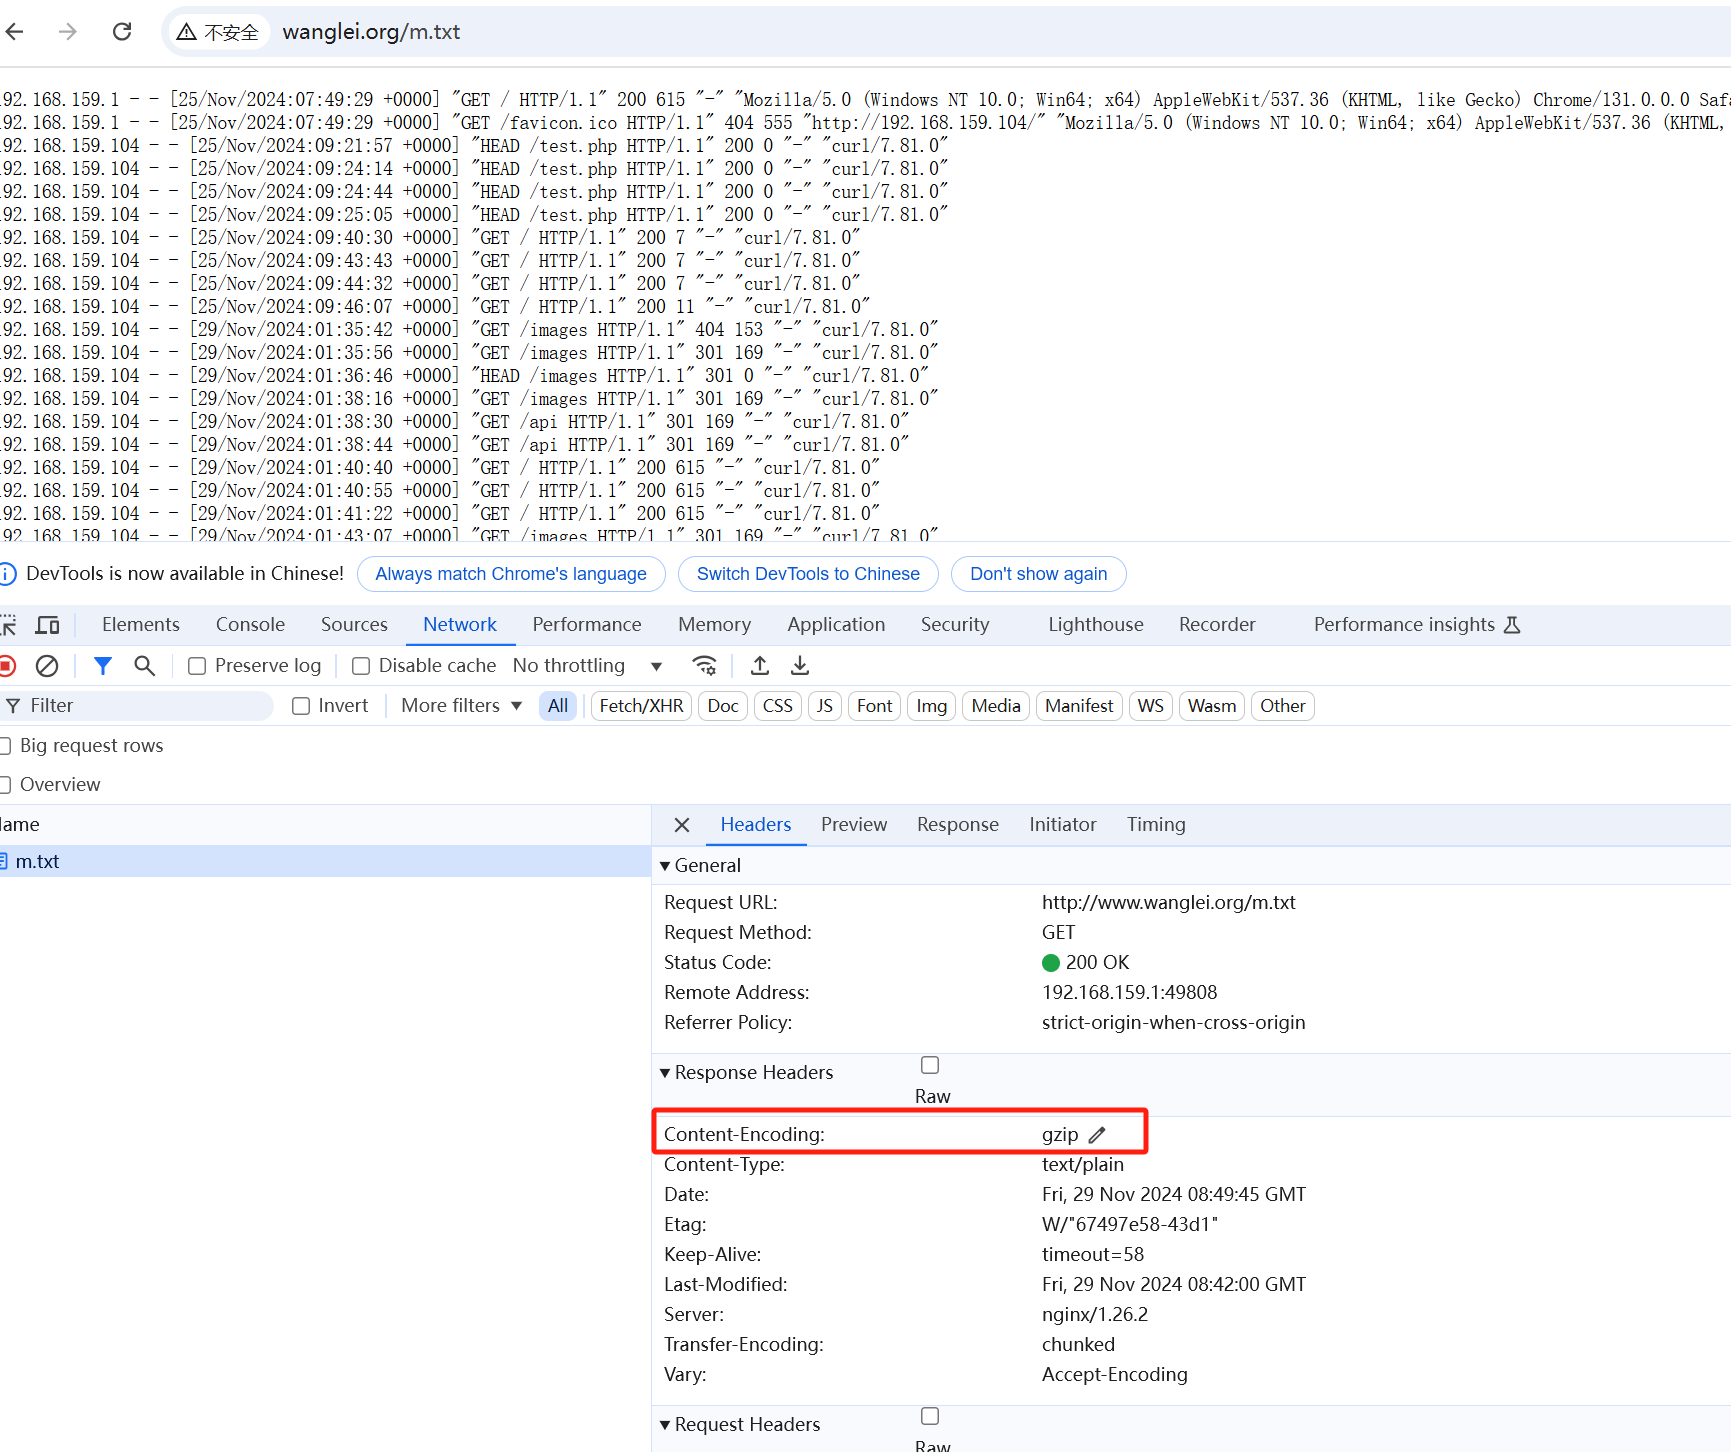 不安全 wanglei.org/m.txt
92.168.159.1 - - [25/Nov/2024:07:49:29 +0000] "GET / HTTP/1.1" 200 615 "-" "Mozilla/5.0 (Windows NT 10.0; Win64; x64) AppleWebKit/537.36 (KHTML, like Gecko) Chrome/131.0.0.0 Safa
92.168.159.1 - - [25/Nov/2024:07:49:29 +0000] "GET /favicon.ico HTTP/1.1" 404 555 "http://192.168.159.104/" "Mozilla/5.0 (Windows NT 10.0; Win64; x64) AppleWebKit/537.36 (KHTML,
92.168.159.104 - - [25/Nov/2024:09:21:57 +0000] "HEAD /test.php HTTP/1.1" 200 0 "-" "curl/7.81.0"
92.168.159.104 - - [25/Nov/2024:09:24:14 +0000] "HEAD /test.php HTTP/1.1" 200 0 "-" "curl/7.81.0"
92.168.159.104 - - [25/Nov/2024:09:24:44 +0000] "HEAD /test.php HTTP/1.1" 200 0 "-" "curl/7.81.0"
92.168.159.104 - - [25/Nov/2024:09:25:05 +0000] "HEAD /test.php HTTP/1.1" 200 0 "-" "curl/7.81.0"
92.168.159.104 - - [25/Nov/2024:09:40:30 +0000] "GET / HTTP/1.1" 200 7 "-" "curl/7.81.0"
92.168.159.104 - - [25/Nov/2024:09:43:43 +0000] "GET / HTTP/1.1" 200 7 "-" "curl/7.81.0"
92.168.159.104 - - [25/Nov/2024:09:44:32 +0000] "GET / HTTP/1.1" 200 7 "-" "curl/7.81.0"
92.168.159.104 - - [25/Nov/2024:09:46:07 +0000] "GET / HTTP/1.1" 200 11 "-" "curl/7.81.0"
92.168.159.104 - - [29/Nov/2024:01:35:42 +0000] "GET /images HTTP/1.1" 404 153 "-" "curl/7.81.0"
92.168.159.104 - - [29/Nov/2024:01:35:56 +0000] "GET /images HTTP/1.1" 301 169 "-" "curl/7.81.0"
92.168.159.104 - - [29/Nov/2024:01:36:46 +0000] "HEAD /images HTTP/1.1" 301 0 "-" "curl/7.81.0"
92.168.159.104 - - [29/Nov/2024:01:38:16 +0000] "GET /images HTTP/1.1" 301 169 "-" "curl/7.81.0"
92.168.159.104 - - [29/Nov/2024:01:38:30 +0000] "GET /api HTTP/1.1" 301 169 "-" "curl/7.81.0"
92.168.159.104 - - [29/Nov/2024:01:38:44 +0000] "GET /api HTTP/1.1" 301 169 "-" "curl/7.81.0"
92.168.159.104 - - [29/Nov/2024:01:40:40 +0000] "GET / HTTP/1.1" 200 615 "-" "curl/7.81.0"
92.168.159.104 - - [29/Nov/2024:01:40:55 +0000] "GET / HTTP/1.1" 200 615 "-" "curl/7.81.0"
92.168.159.104 - - [29/Nov/2024:01:41:22 +0000] "GET / HTTP/1.1" 200 615 "-" "curl/7.81.0"
92.168.159.104 - - [29/Nov/2024:01:43:07 +0000] "GET /images HTTP/1.1" 301 169 "-" "curl/7.81.0"
DevTools is now available in Chinese! Always match Chrome's language Switch DevTools to Chinese Don't show again
Elements Console Sources Network Performance Memory Application Security Lighthouse Recorder Performance insights
Preserve log Disable cache No throttling
Filter Invert More filters All Fetch/XHR Doc CSS JS Font Img Media Manifest WS Wasm Other
Big request rows
Overview
ame Headers Preview Response Initiator Timing
m.txt
General
Request URL: http://www.wanglei.org/m.txt
Request Method: GET
Status Code: 200 OK
Remote Address: 192.168.159.1:49808
Referrer Policy: strict-origin-when-cross-origin
Response Headers
Raw
Content-Encoding: gzip
Content-Type: text/plain
Date: Fri, 29 Nov 2024 08:49:45 GMT
Etag: W/"67497e58-43d1"
Keep-Alive: timeout=58
Last-Modified: Fri, 29 Nov 2024 08:42:00 GMT
Server: nginx/1.26.2
Transfer-Encoding: chunked
Vary: Accept-Encoding
Request Headers
Raw